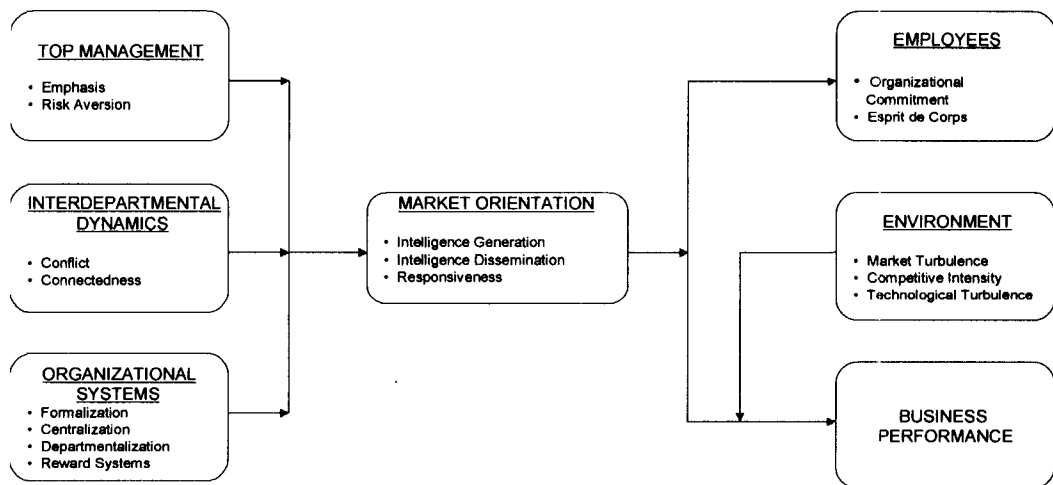 TOP MANAGEMENT
• Emphasis
• Risk Aversion
INTERDEPARTMENTAL
DYNAMICS
• Conflict
• Connectedness
ORGANIZATIONAL
SYSTEMS
• Formalization
• Centralization
• Departmentalization
• Reward Systems
MARKET ORIENTATION
• Intelligence Generation
• Intelligence Dissemination
• Responsiveness
EMPLOYEES
• Organizational
Commitment
• Esprit de Corps
ENVIRONMENT
• Market Turbulence
• Competitive Intensity
• Technological Turbulence
BUSINESS
PERFORMANCE